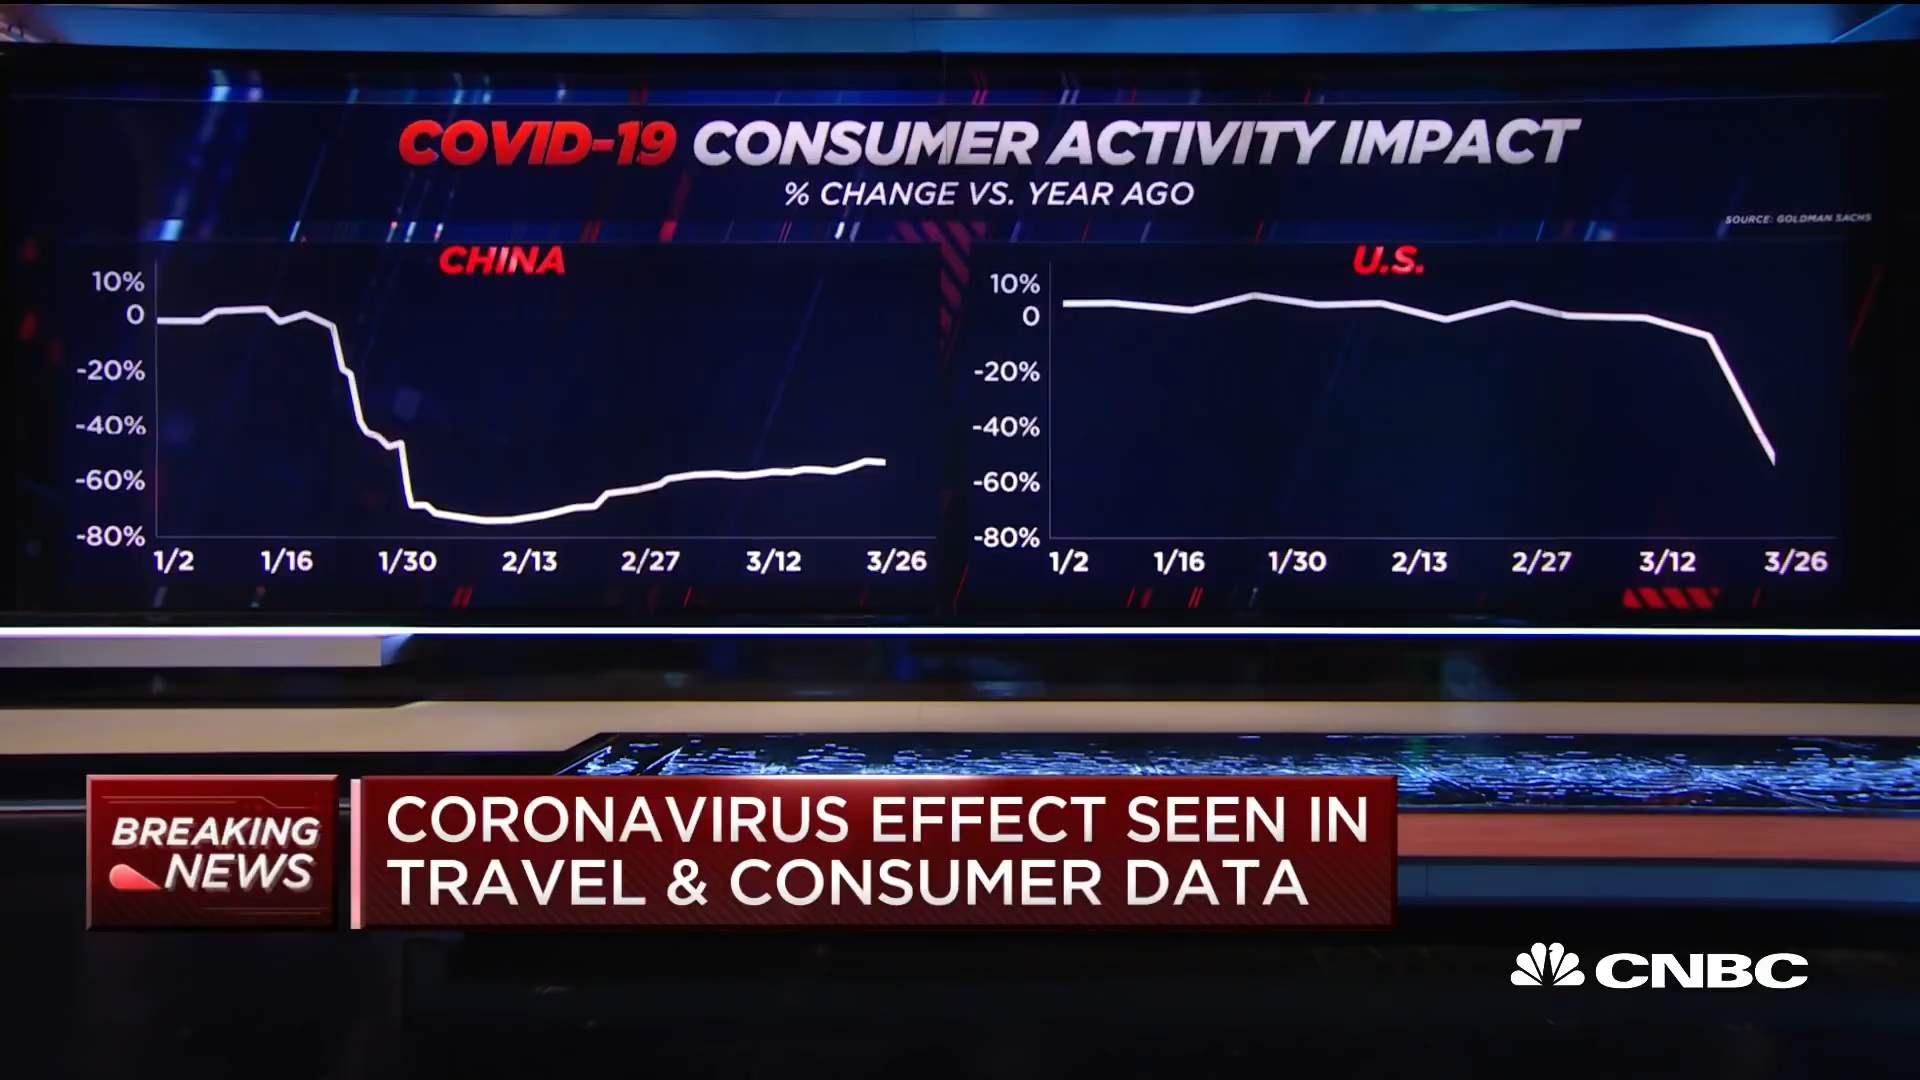 COVID-19 CONSUMER ACTIVITY IMPACT
% CHANGE VS. YEAR AGO
SOURCE: GOLDMAN SACHS
CHINA
10%
0
-20%
-40%
-60%
-80%
1/2 1/16 1/30 2/13 2/27 3/12 3/26
U.S.
10%
0
-20%
-40%
-60%
-80%
1/2 1/16 1/30 2/13 2/27 3/12 3/26
BREAKING
NEWS
CORONAVIRUS EFFECT SEEN IN
TRAVEL & CONSUMER DATA
CNBC